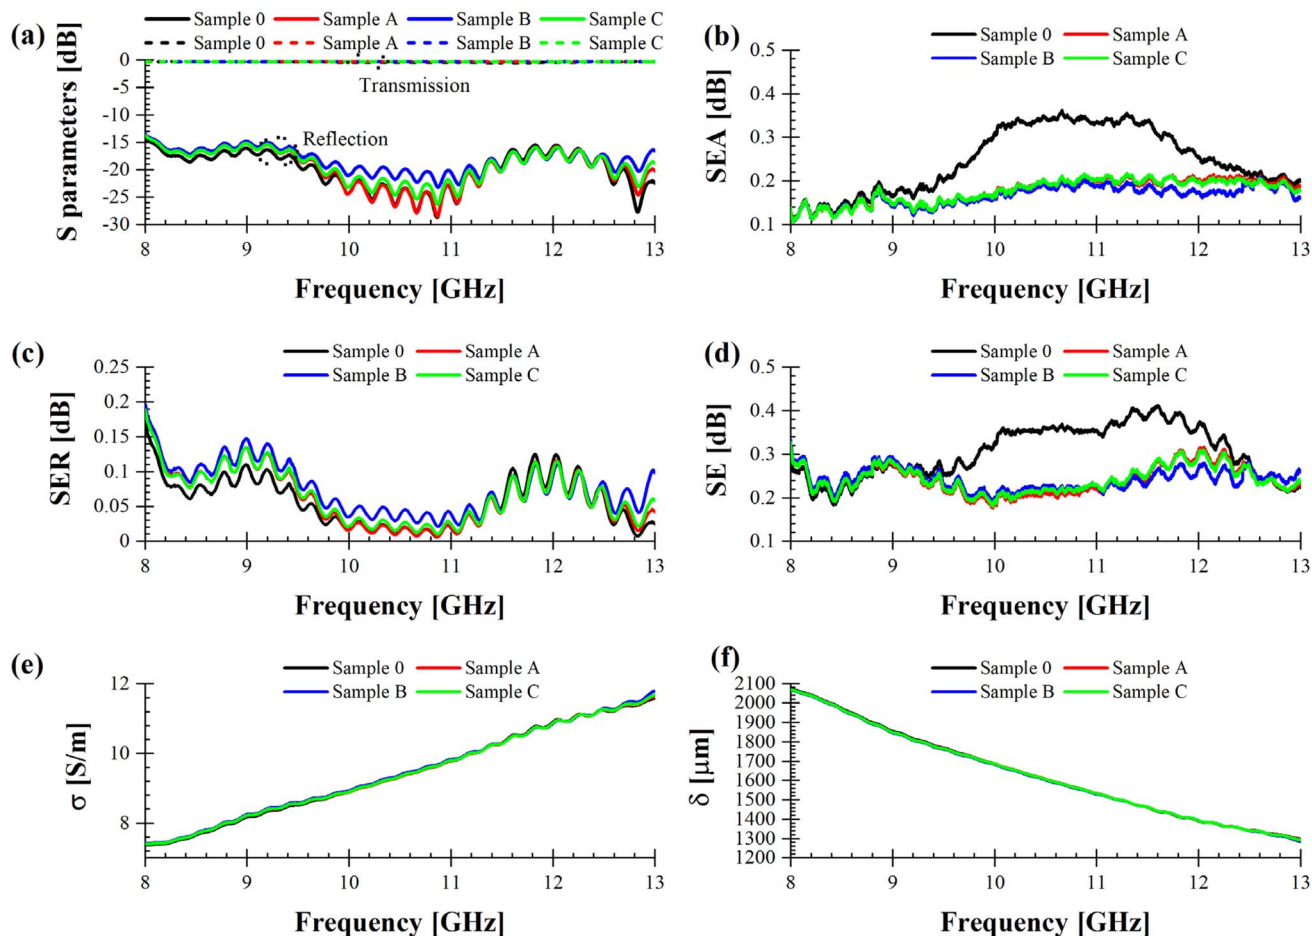 (a)
Sample 0 Sample A Sample B Sample C
Sample 0 Sample A Sample B Sample C
S parameters [dB]
0
-5
-10
-15
-20
-25
-30
Transmission
Reflection
8 9 10 11 12 13
Frequency [GHz]
(b)
Sample 0 Sample A
Sample B Sample C
SEA [dB]
0.5
0.4
0.3
0.2
0.1
8 9 10 11 12 13
Frequency [GHz]
(c)
Sample 0 Sample A
Sample B Sample C
SER [dB]
0.25
0.2
0.15
0.1
0.05
0
8 9 10 11 12 13
Frequency [GHz]
(d)
Sample 0 Sample A
Sample B Sample C
SE [dB]
0.5
0.4
0.3
0.2
0.1
8 9 10 11 12 13
Frequency [GHz]
(e)
Sample 0 Sample A
Sample B Sample C
σ [S/m]
12
10
8
8 9 10 11 12 13
Frequency [GHz]
(f)
Sample 0 Sample A
Sample B Sample C
δ [μm]
2100
2000
1900
1800
1700
1600
1500
1400
1300
1200
8 9 10 11 12 13
Frequency [GHz]